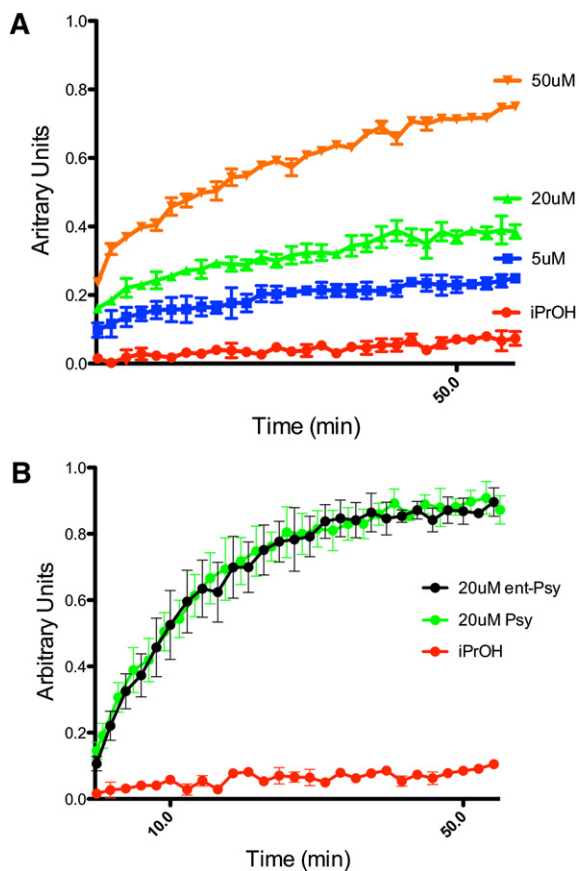 A
1.0
0.8
0.6
0.4
0.2
0.0
Aritrary Units
50uM
20uM
5uM
iPrOH
50.0
Time (min)
B
1.0
0.8
0.6
0.4
0.2
0.0
Arbitrary Units
20uM ent-Psy
20uM Psy
iPrOH
10.0
50.0
Time (min)